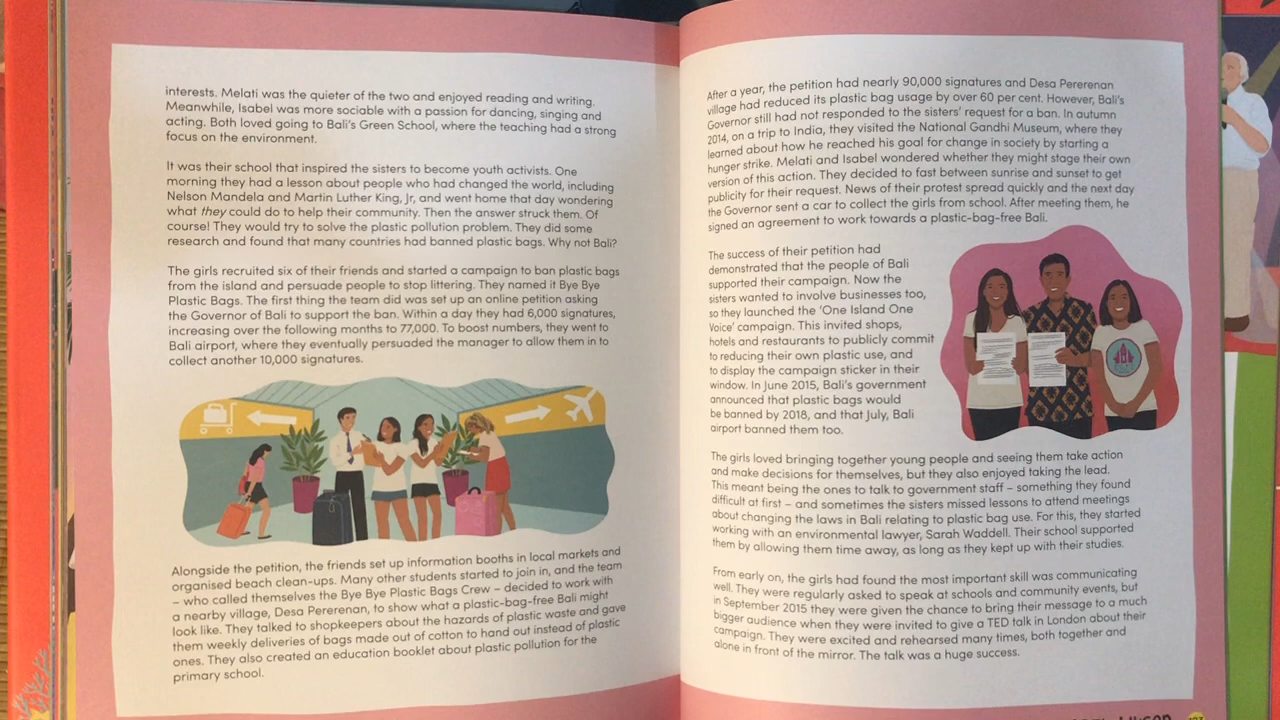 interests. Melati was the quieter of the two and enjoyed reading and writing.
Meanwhile, Isabel was more sociable with a passion for dancing, singing and
acting. Both loved going to Bali's Green School, where the teaching had a strong
focus on the environment.
It was their school that inspired the sisters to become youth activists. One
morning they had a lesson about people who had changed the world, including
Nelson Mandela and Martin Luther King, Jr, and went home that day wondering
what they could do to help their community. Then the answer struck them. Of
course! They would try to solve the plastic pollution problem. They did some
research and found that many countries had banned plastic bags. Why not Bali?
The girls recruited six of their friends and started a campaign to ban plastic bags
from the island and persuade people to stop littering. They named it Bye Bye
Plastic Bags. The first thing the team did was set up an online petition asking
the Governor of Bali to support the ban. Within a day they had 6,000 signatures,
increasing over the following months to 77,000. To boost numbers, they went to
Bali airport, where they eventually persuaded the manager to allow them in to
collect another 10,000 signatures.
Alongside the petition, the friends set up information booths in local markets and
organised beach clean-ups. Many other students started to join in, and the team
– who called themselves the Bye Bye Plastic Bags Crew – decided to work with
a nearby village, Desa Pererenan, to show what a plastic-bag-free Bali might
look like. They talked to shopkeepers about the hazards of plastic waste and gave
them weekly deliveries of bags made out of cotton to hand out instead of plastic
ones. They also created an education booklet about plastic pollution for the
primary school.
After a year, the petition had nearly 90,000 signatures and Desa Pererenan
village had reduced its plastic bag usage by over 60 per cent. However, Bali's
Governor still had not responded to the sisters' request for a ban. In autumn
2014, on a trip to India, they visited the National Gandhi Museum, where they
learned about how he reached his goal for change in society by starting a
hunger strike. Melati and Isabel wondered whether they might stage their own
version of this action. They decided to fast between sunrise and sunset to get
publicity for their request. News of their protest spread quickly and the next day
the Governor sent a car to collect the girls from school. After meeting them, he
signed an agreement to work towards a plastic-bag-free Bali.
The success of their petition had
demonstrated that the people of Bali
supported their campaign. Now the
sisters wanted to involve businesses too,
so they launched the 'One Island One
Voice' campaign. This invited shops,
hotels and restaurants to publicly commit
to reducing their own plastic use, and
to display the campaign sticker in their
window. In June 2015, Bali's government
announced that plastic bags would
be banned by 2018, and that July, Bali
airport banned them too.
The girls loved bringing together young people and seeing them take action
and make decisions for themselves, but they also enjoyed taking the lead.
This meant being the ones to talk to government staff – something they found
difficult at first – and sometimes the sisters missed lessons to attend meetings
about changing the laws in Bali relating to plastic bag use. For this, they started
working with an environmental lawyer, Sarah Waddell. Their school supported
them by allowing them time away, as long as they kept up with their studies.
From early on, the girls had found the most important skill was communicating
well. They were regularly asked to speak at schools and community events, but
in September 2015 they were given the chance to bring their message to a much
bigger audience when they were invited to give a TED talk in London about their
campaign. They were excited and rehearsed many times, both together and
alone in front of the mirror. The talk was a huge success.